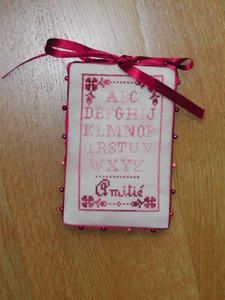 ABC
DEFGHIJ
KLMNOP
QRSTUV
WXYZ
Amitié